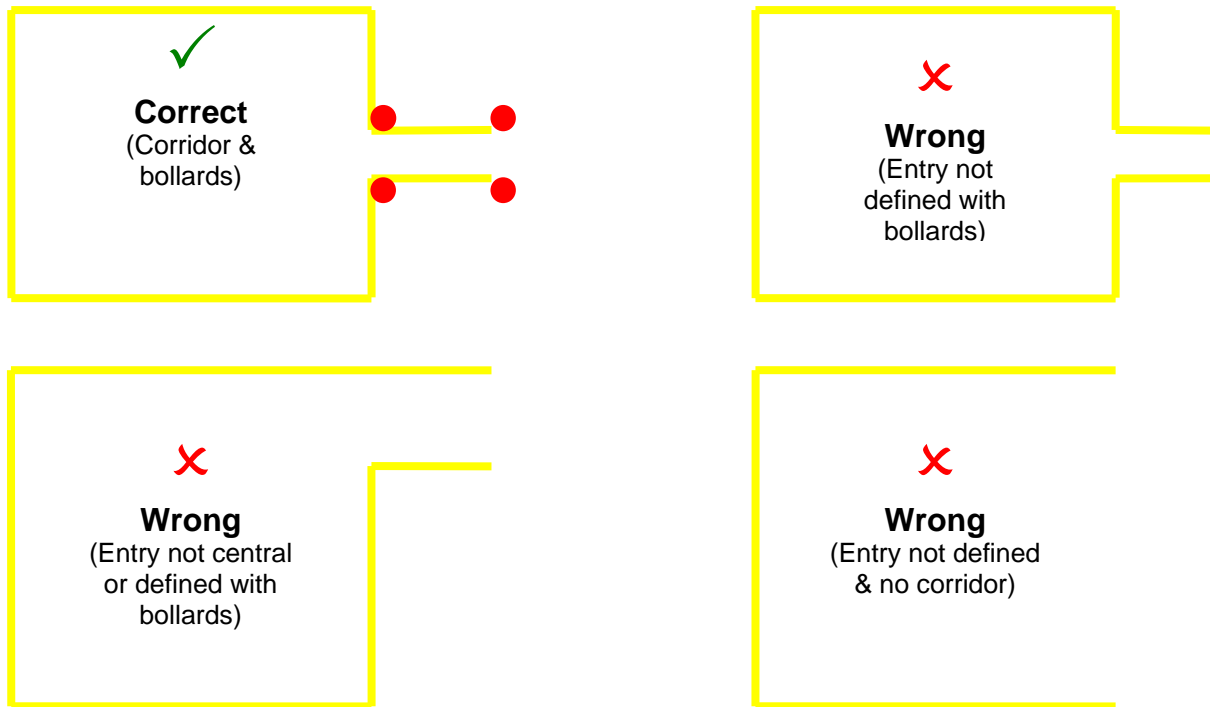 Correct
(Corridor &
bollards)
Wrong
(Entry not
defined with
bollards)
Wrong
(Entry not central
or defined with
bollards)
Wrong
(Entry not defined
& no corridor)